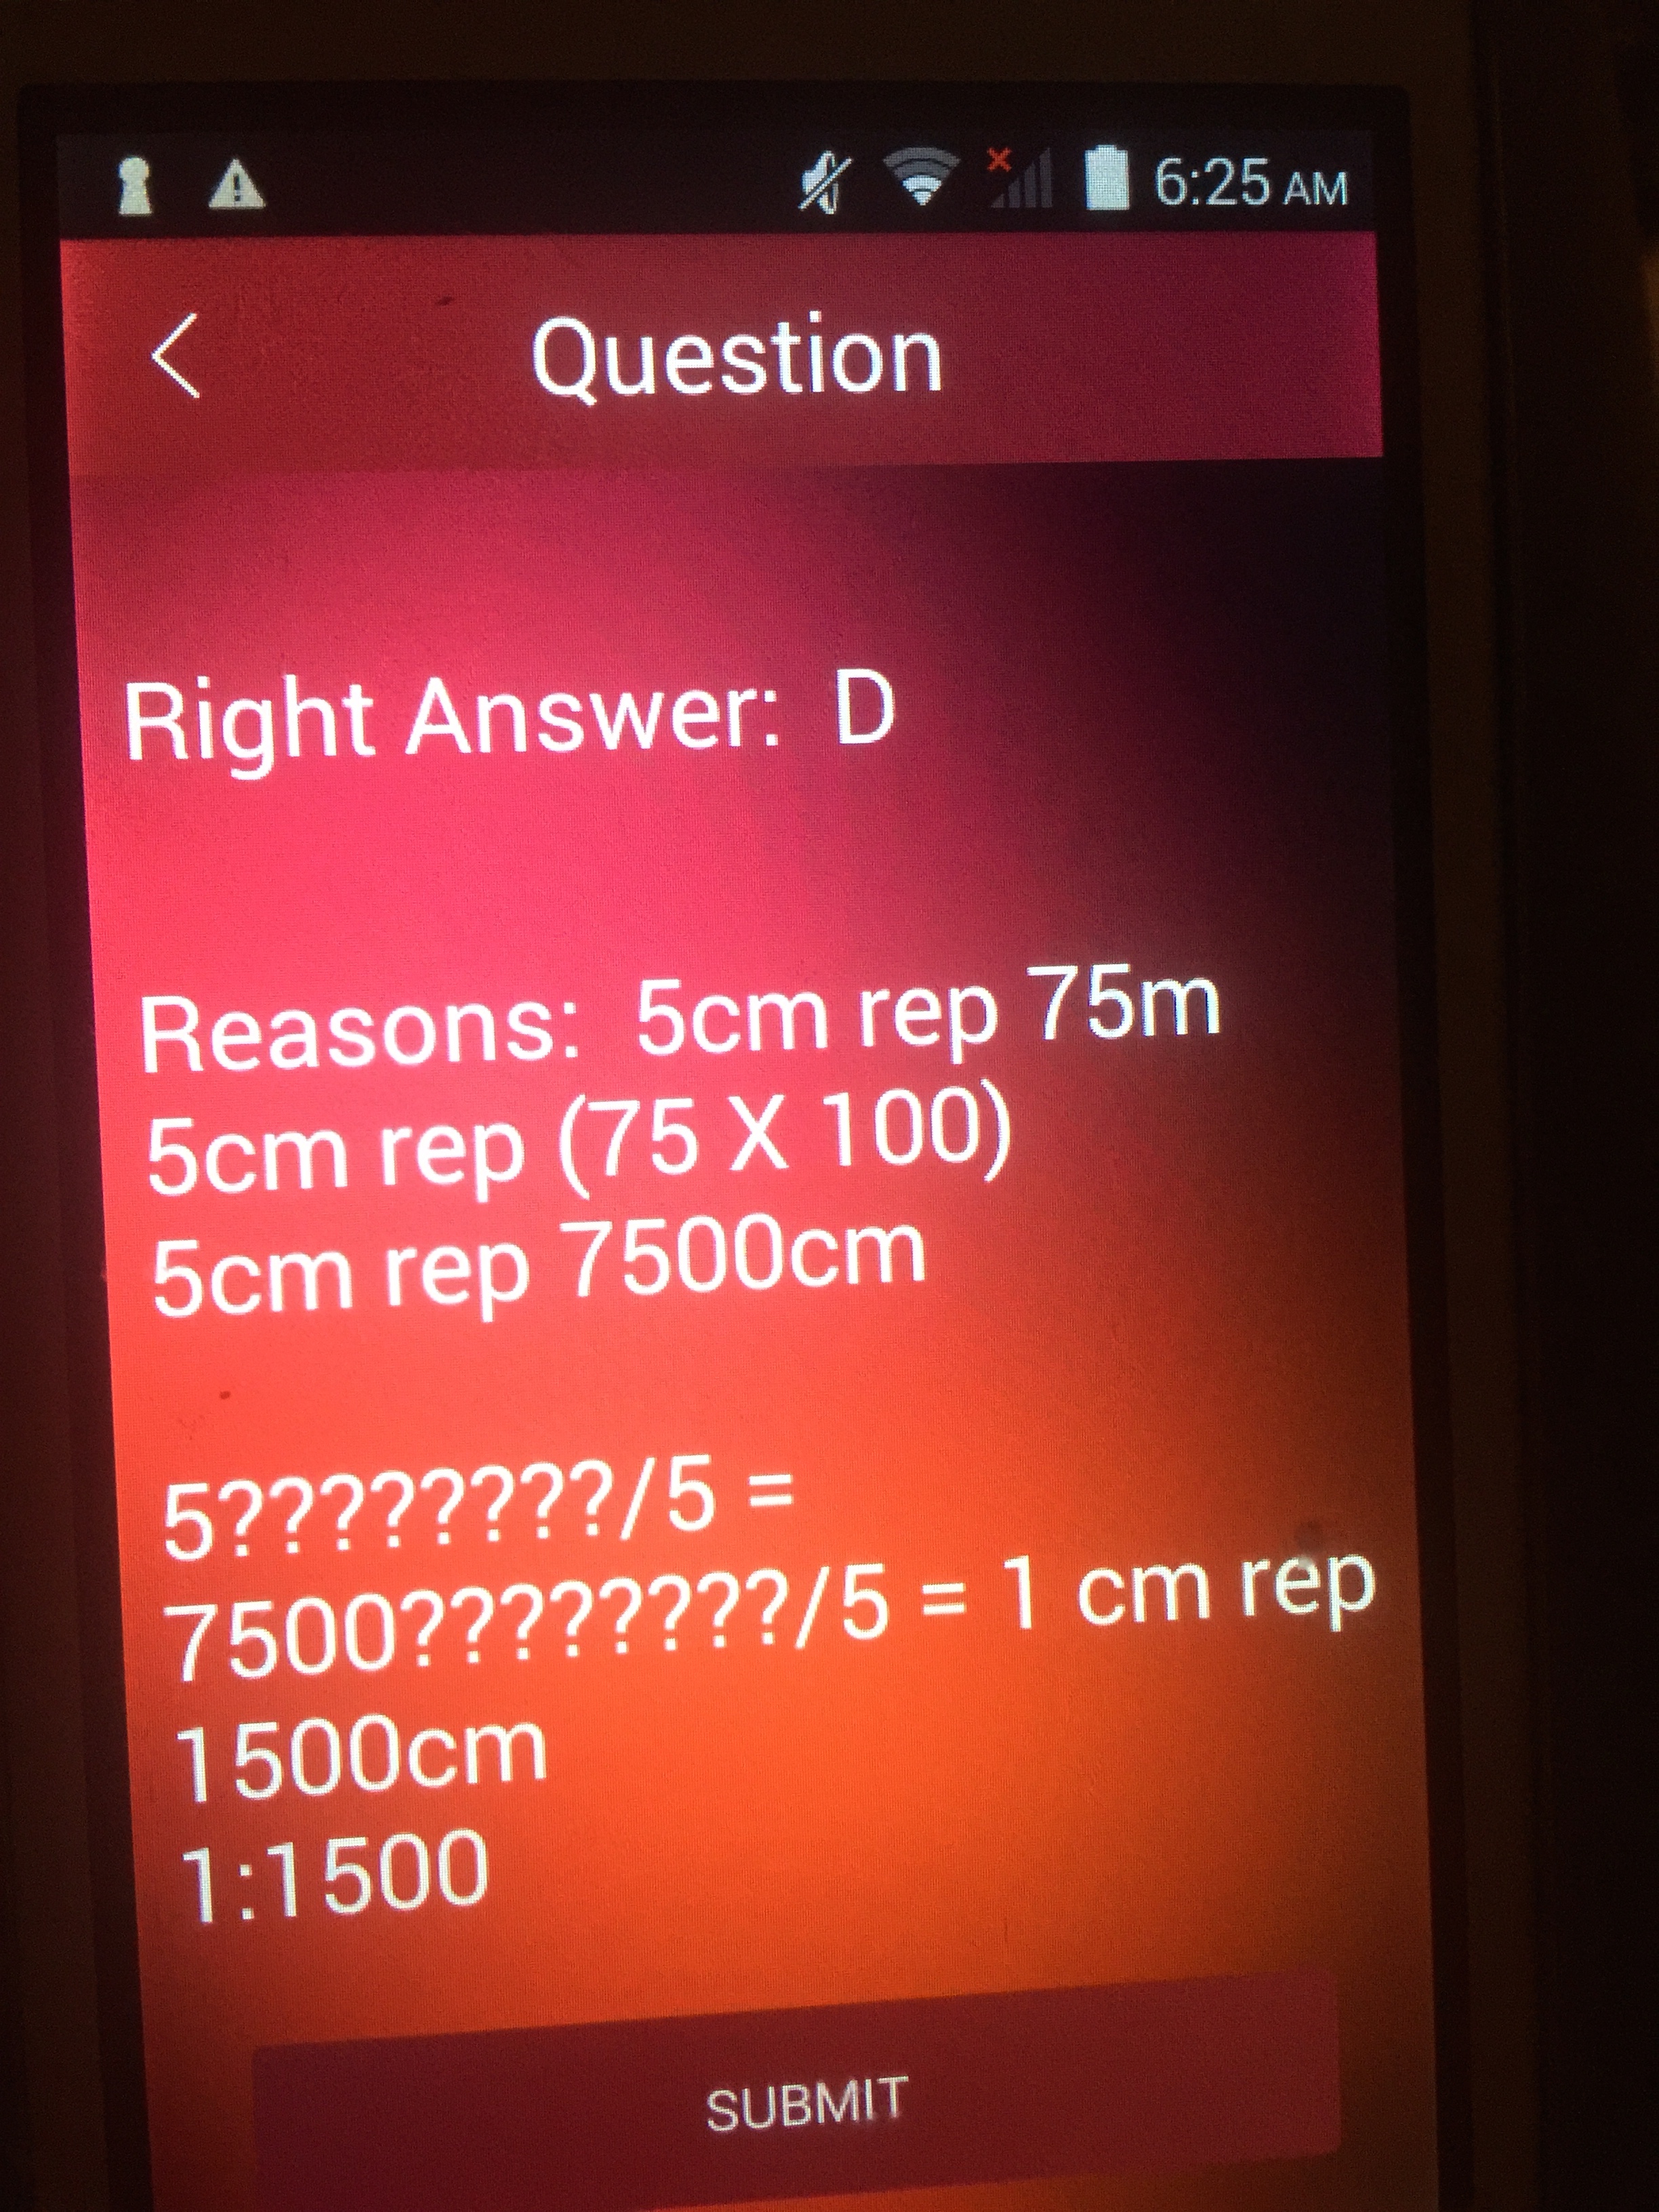 6:25 AM
Question
Right Answer: D
Reasons: 5cm rep 75m
5cm rep (75 X 100)
5cm rep 7500cm
5????????/5 =
7500????????/5 = 1 cm rep
1500cm
1:1500
SUBMIT